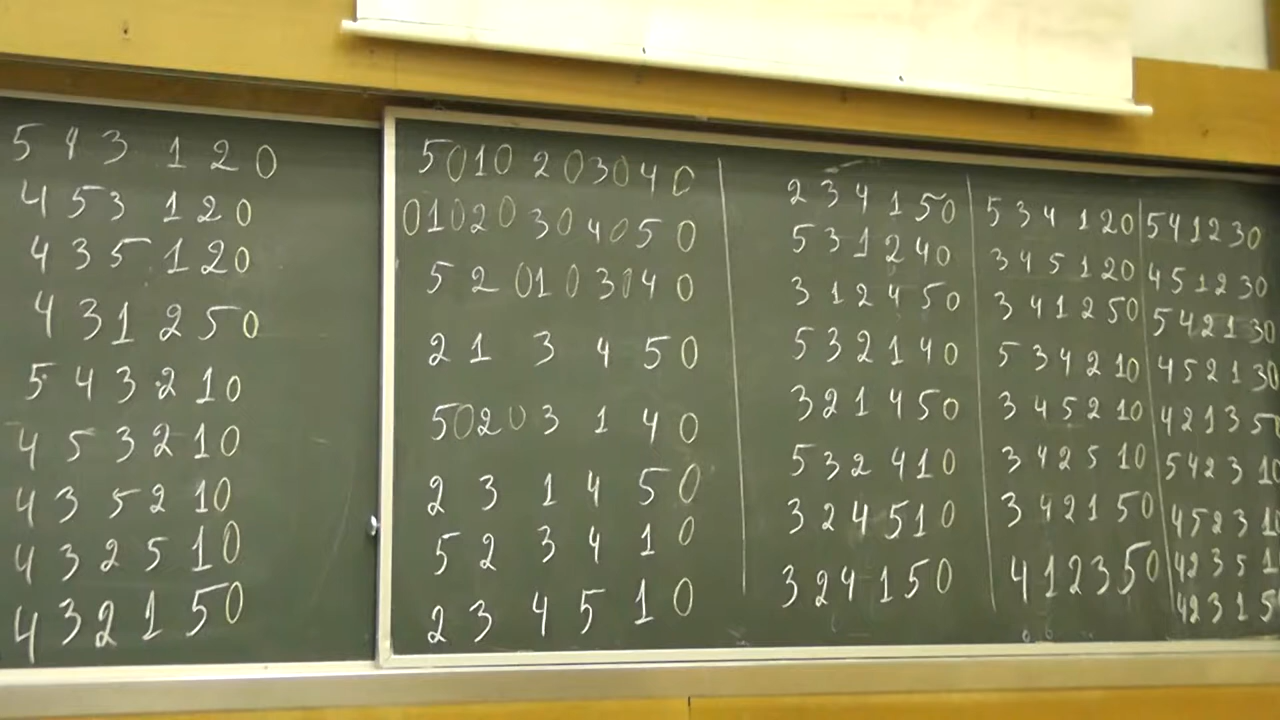 5 4 3 1 2 0
4 5 3 1 2 0
4 3 5 1 2 0
4 3 1 2 5 0
5 4 3 2 1 0
4 5 3 2 1 0
4 3 5 2 1 0
4 3 2 5 1 0
4 3 2 1 5 0
5 0 1 0 2 0 3 0 4 0
0 1 0 2 0 3 0 4 0 5 0
5 2 0 1 0 3 0 4 0
2 1 3 4 5 0
5 0 2 0 3 1 4 0
2 3 1 4 5 0
5 2 3 4 1 0
2 3 4 5 1 0
2 3 4 1 5 0
5 3 1 2 4 0
3 1 2 4 5 0
5 3 2 1 4 0
3 2 1 4 5 0
5 3 2 4 1 0
3 2 4 5 1 0
3 2 4 1 5 0
5 3 4 1 2 0
3 4 5 1 2 0
3 4 1 2 5 0
5 3 4 2 1 0
3 4 5 2 1 0
3 4 2 5 1 0
3 4 2 1 5 0
4 1 2 3 5 0
5 4 1 2 3 0
4 5 1 2 3 0
5 4 2 1 3 0
4 5 2 1 3 0
4 2 1 3 5 0
5 4 2 3 1 0
4 5 2 3 1 0
4 2 3 5 1
4 2 3 1 5